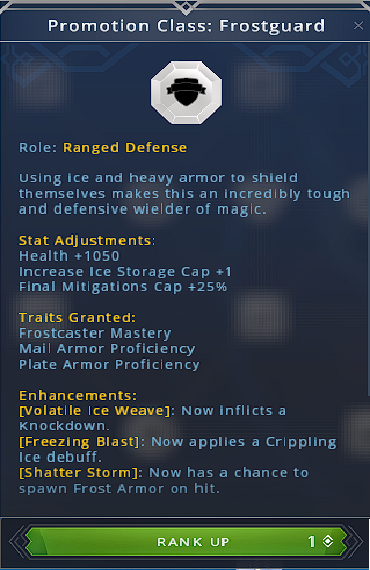 Promotion Class: Frostguard
Role: Ranged Defense
Using ice and heavy armor to shield
themselves makes this an incredibly tough
and defensive wielder of magic.
Stat Adjustments:
Health +1050
Increase Ice Storage Cap +1
Final Mitigations Cap +25%
Traits Granted:
Frostcaster Mastery
Mail Armor Proficiency
Plate Armor Proficiency
Enhancements:
[Volatile Ice Weave]: Now inflicts a
Knockdown.
[Freezing Blast]: Now applies a Crippling
Ice debuff.
[Shatter Storm]: Now has a chance to
spawn Frost Armor on hit.
RANK UP 1